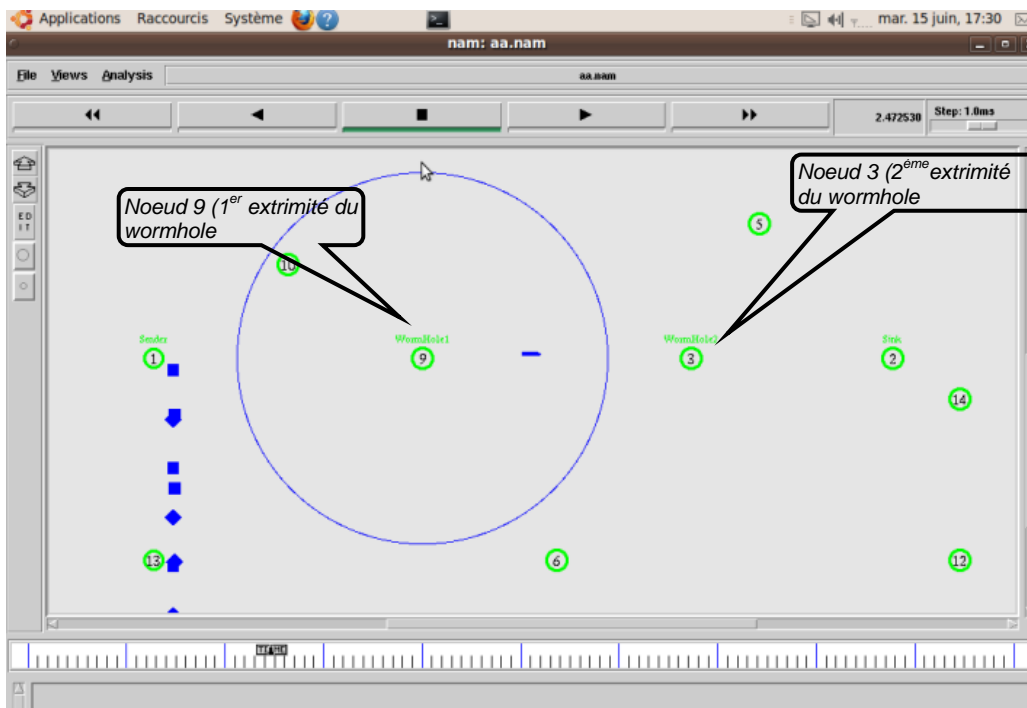 Applications Raccourcis Système mar. 15 juin, 17:30
nam: aa.nam
File Views Analysis aa.nam
2.472530 Step: 1.0ms
E D
I T
Noeud 9 (1er extrimité du
wormhole
Noeud 3 (2éme extrimité
du wormhole
5
10
Sender WormHole1 WormHole2 Sink
1 9 3 2
14
13 6 12
TIME